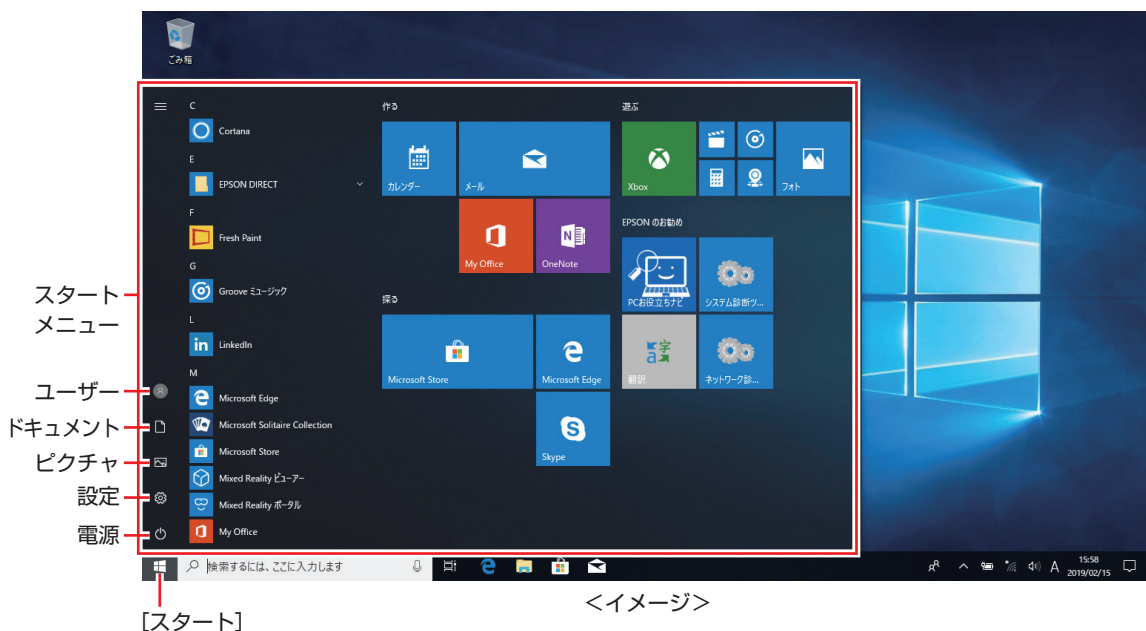 ごみ箱
C
Cortana
E
EPSON DIRECT
F
Fresh Paint
G
Groove ミュージック
L
in LinkedIn
M
Microsoft Edge
Microsoft Solitaire Collection
Microsoft Store
Mixed Reality ビューアー
Mixed Reality ポータル
My Office
作る
カレンダー
メール
My Office
N OneNote
探る
Microsoft Store
Microsoft Edge
S
Skype
遊ぶ
Xbox
フォト
EPSON のお勧め
PCお役立ちナビ
システム診断ツ...
a字
翻訳
ネットワーク診...
スタート
メニュー
ユーザー
ドキュメント
ピクチャ
設定
電源
検索するには、ここに入力します
A
15:58
2019/02/15
[スタート]
＜イメージ＞